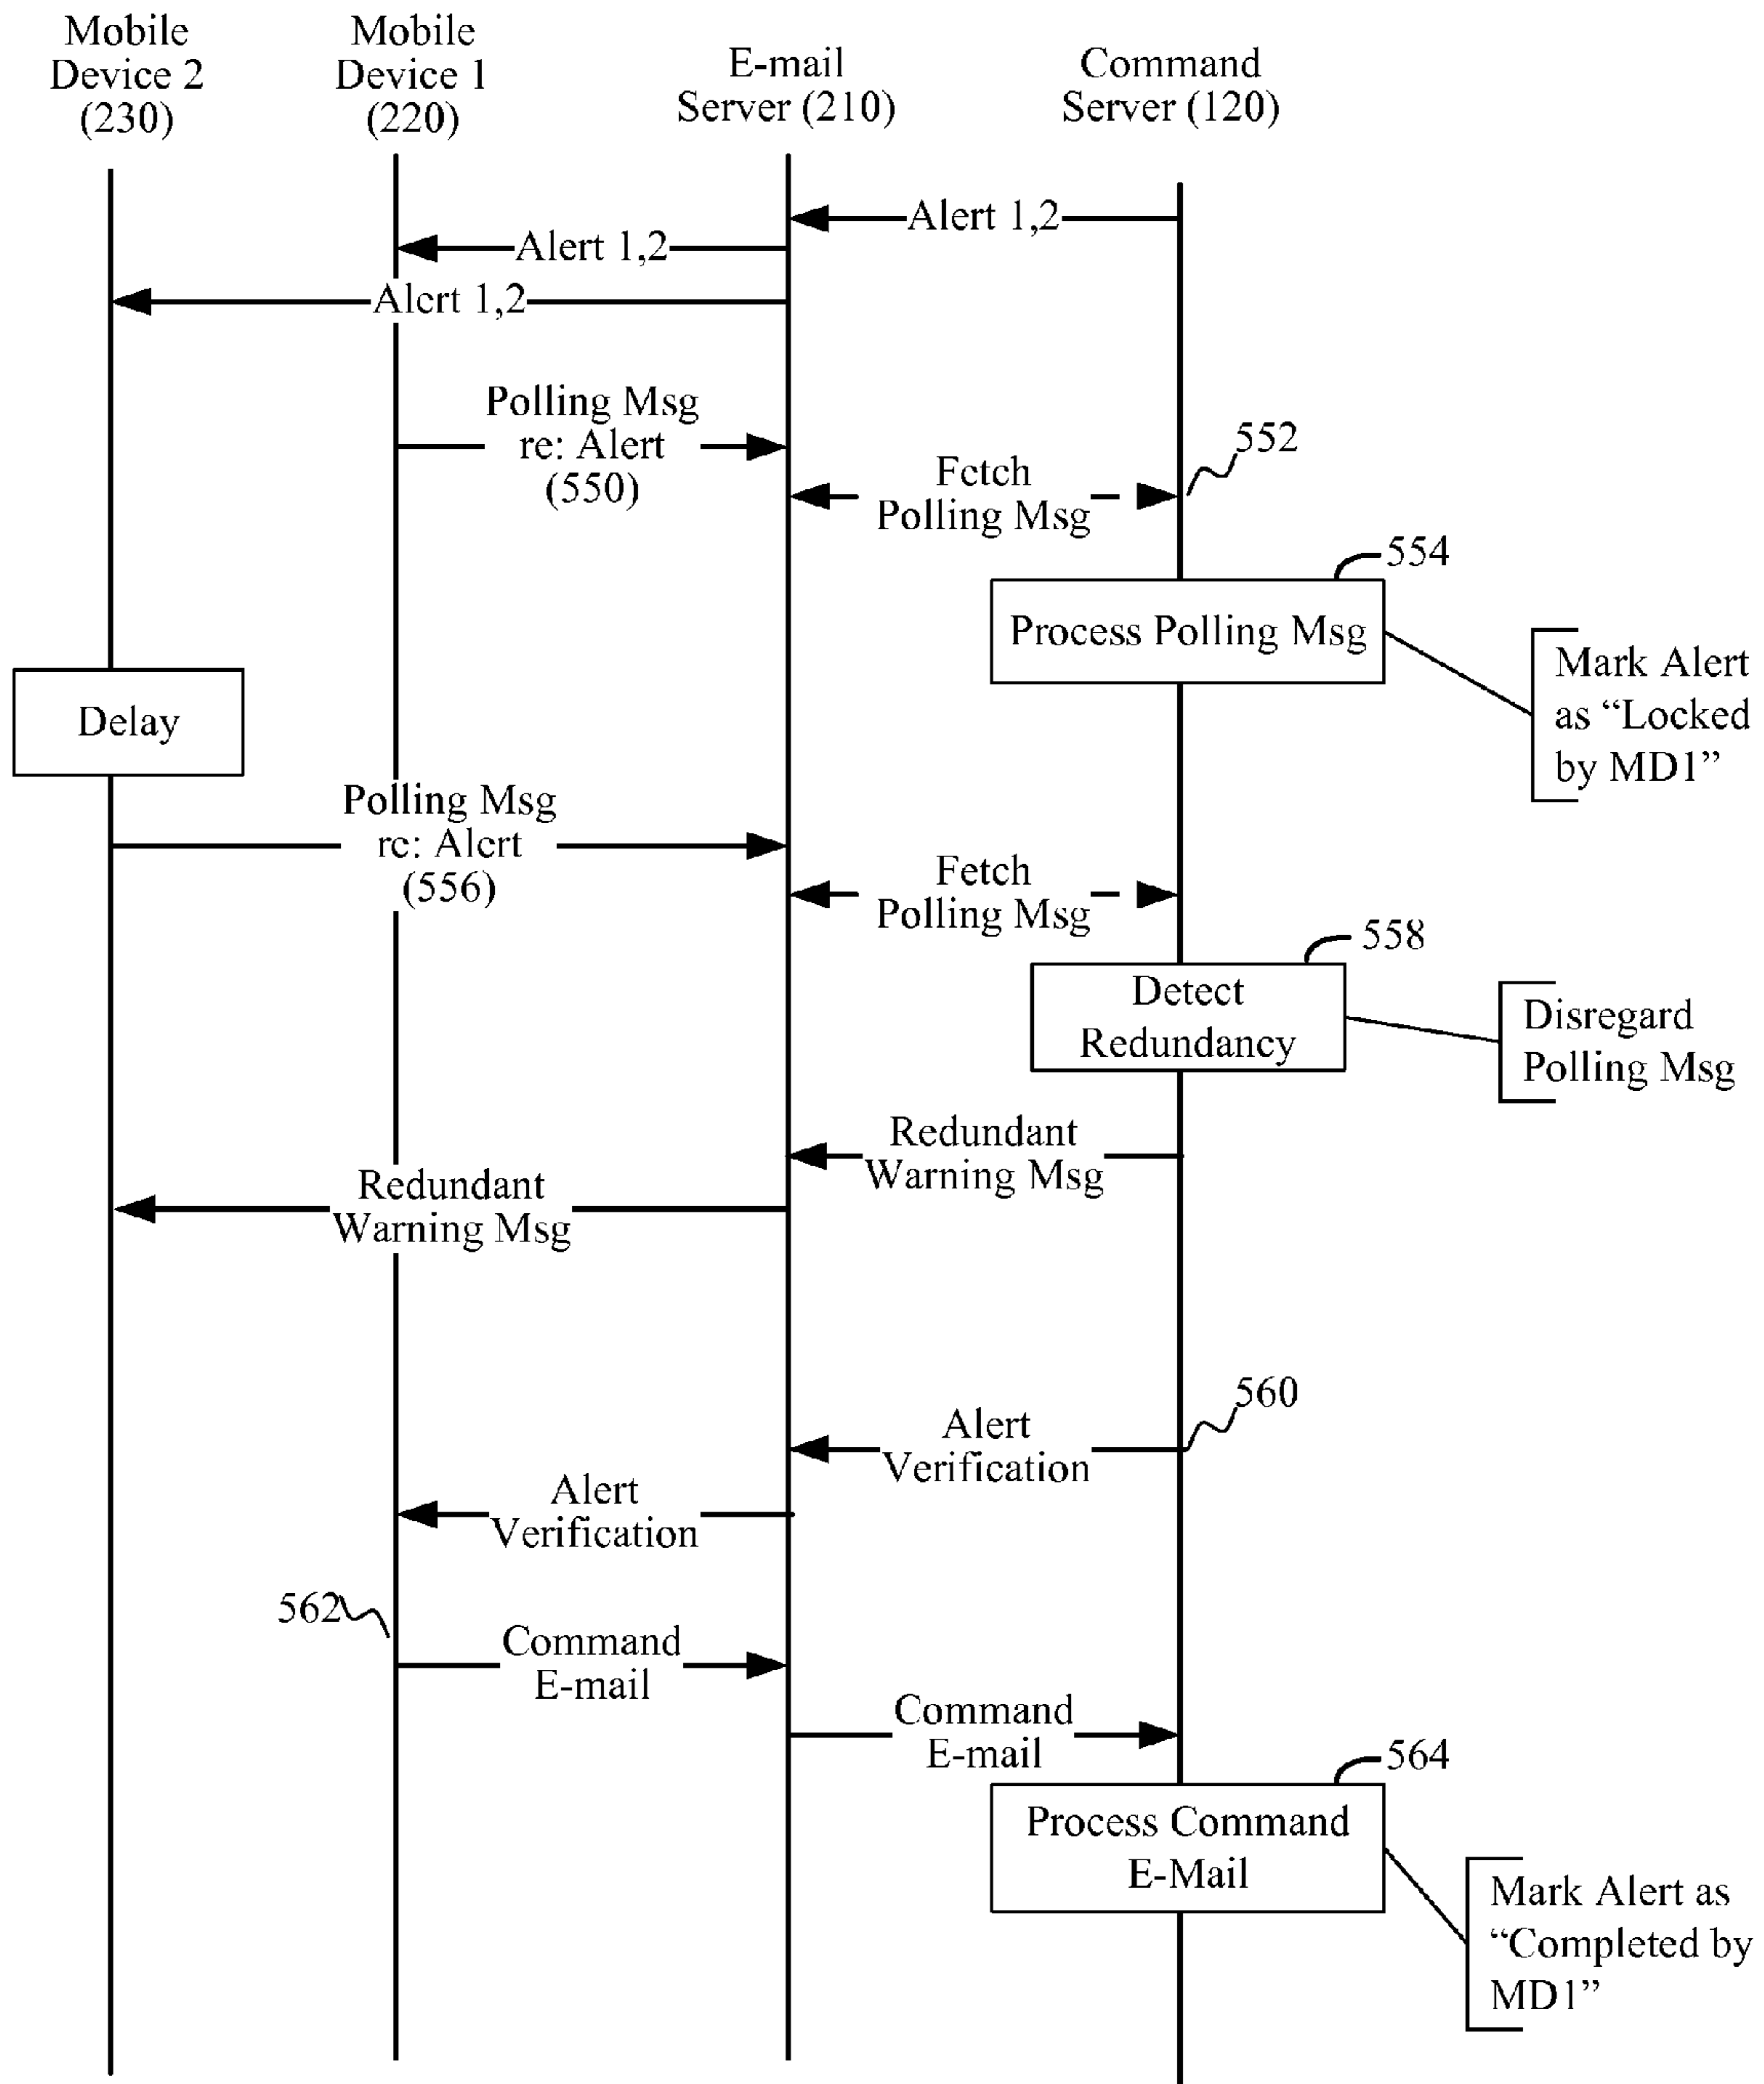 Mobile
Device 2
(230)
Mobile
Device 1
(220)
E-mail
Server (210)
Command
Server (120)
Alert 1,2
Alert 1,2
Alert 1,2
Polling Msg
re: Alert
(550)
552
Fetch
Polling Msg
554
Process Polling Msg
Mark Alert
as “Locked
by MD1”
Delay
Polling Msg
re: Alert
(556)
Fetch
Polling Msg
558
Detect
Redundancy
Disregard
Polling Msg
Redundant
Warning Msg
Redundant
Warning Msg
560
Alert
Verification
Alert
Verification
562
Command
E-mail
Command
E-mail
564
Process Command
E-Mail
Mark Alert as
“Completed by
MD1”